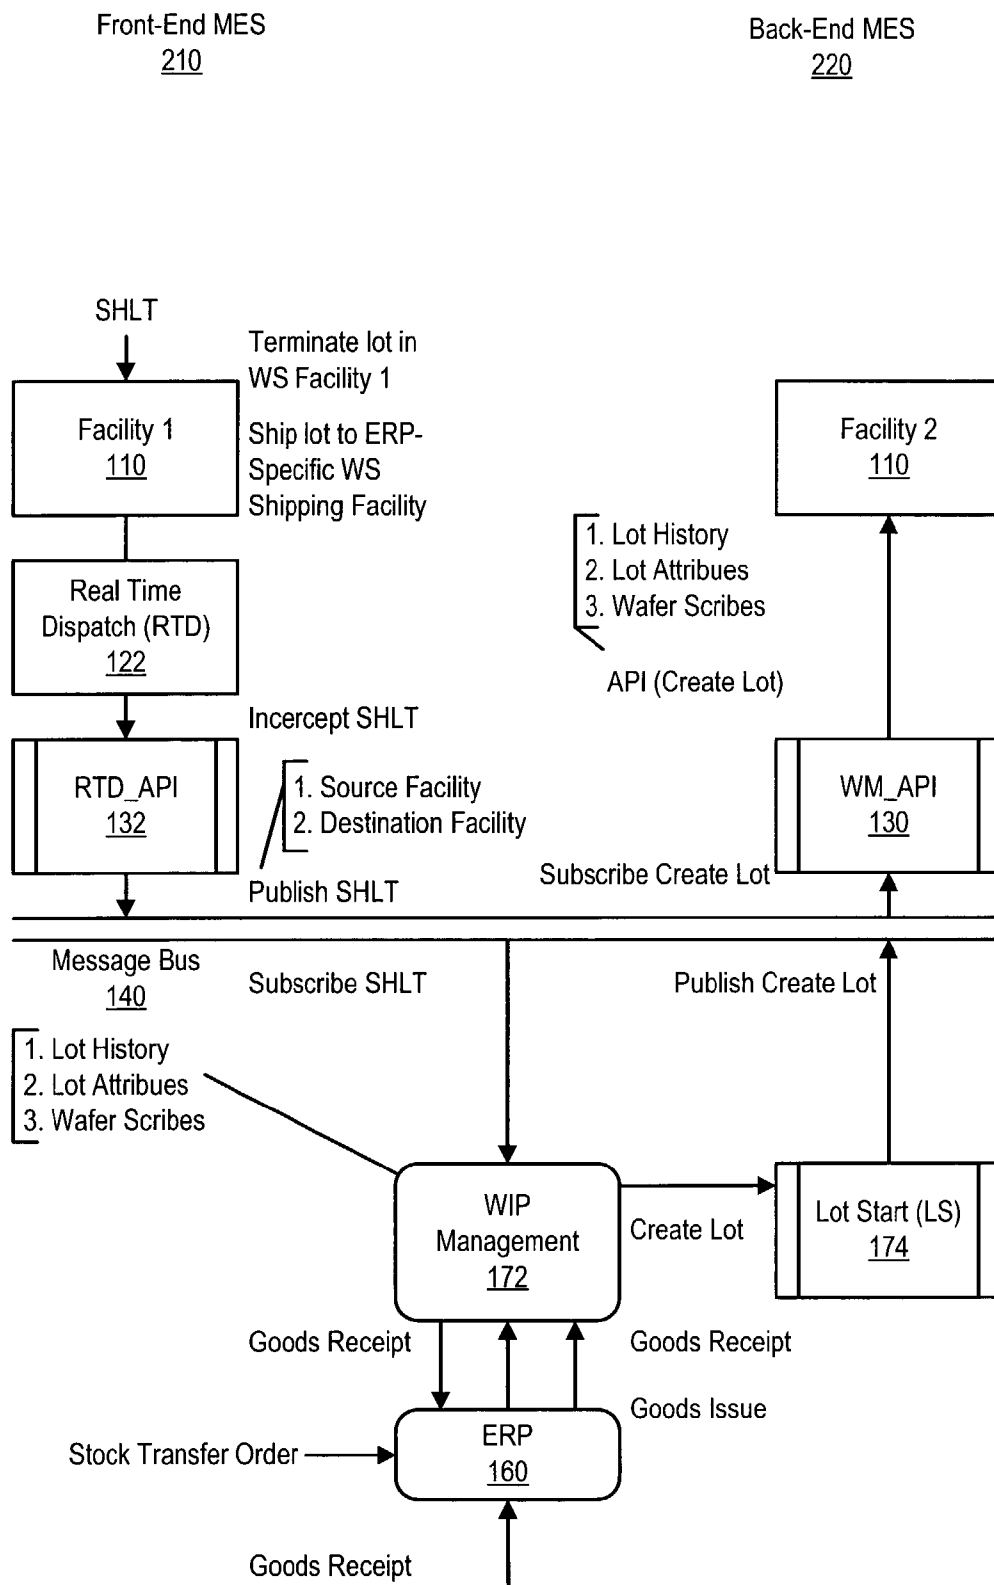 Front-End MES
210
Back-End MES
220
SHLT
Terminate lot in
WS Facility 1
Facility 1
110
Ship lot to ERP-
Specific WS
Shipping Facility
Facility 2
110
1. Lot History
2. Lot Attribues
3. Wafer Scribes
API (Create Lot)
Real Time
Dispatch (RTD)
122
Incercept SHLT
RTD_API
132
1. Source Facility
2. Destination Facility
WM_API
130
Publish SHLT
Subscribe Create Lot
Message Bus
140
Subscribe SHLT
Publish Create Lot
1. Lot History
2. Lot Attribues
3. Wafer Scribes
WIP
Management
172
Create Lot
Lot Start (LS)
174
Goods Receipt
Goods Receipt
Goods Issue
Stock Transfer Order
ERP
160
Goods Receipt